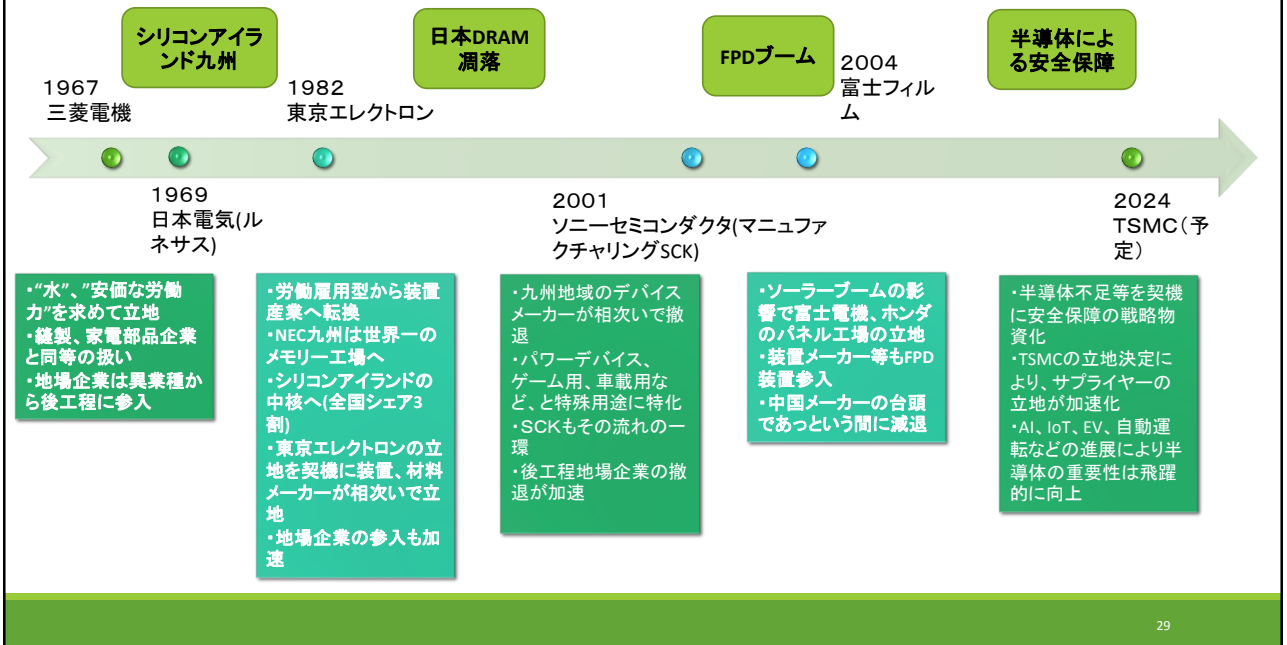 シリコンアイラ
ンド九州
日本DRAM
凋落
FPDブーム
半導体によ
る安全保障
1967
三菱電機
1982
東京エレクトロン
2004
富士フィル
ム
1969
日本電気(ル
ネサス)
2001
ソニーセミコンダクタ(マニュファ
クチャリングSCK)
2024
TSMC(予
定)
・“水”、”安価な労働
力”を求めて立地
・縫製、家電部品企業
と同等の扱い
・地場企業は異業種か
ら後工程に参入
・労働雇用型から装置
産業へ転換
・NEC九州は世界一の
メモリー工場へ
・シリコンアイランドの
中核へ(全国シェア3
割)
・東京エレクトロンの立
地を契機に装置、材料
メーカーが相次いで立
地
・地場企業の参入も加
速
・九州地域のデバイス
メーカーが相次いで撤
退
・パワーデバイス、
ゲーム用、車載用な
ど、と特殊用途に特化
・SCKもその流れの一
環
・後工程地場企業の撤
退が加速
・ソーラーブームの影
響で富士電機、ホンダ
のパネル工場の立地
・装置メーカー等もFPD
装置参入
・中国メーカーの台頭
であっという間に減退
・半導体不足等を契機
に安全保障の戦略物
資化
・TSMCの立地決定に
より、サプライヤーの
立地が加速化
・AI、IoT、EV、自動運
転などの進展により半
導体の重要性は飛躍
的に向上
29